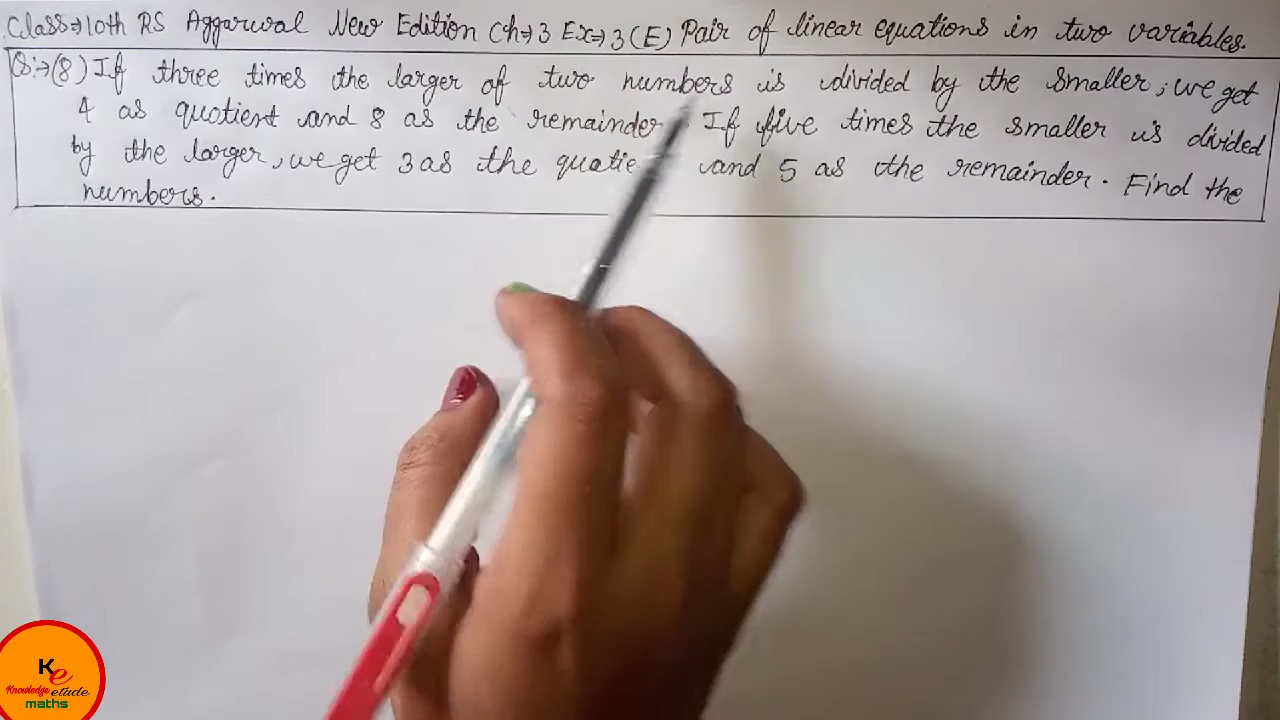 Class→10th RS Aggarwal New Edition Ch→3 Ex→3(E) Pair of linear equations in two variables.
Q:→(8) If three times the larger of two numbers is divided by the smaller, we get
4 as quotient and 8 as the remainder. If five times the smaller is divided
by the larger, we get 3 as the and 5 as the remainder. Find the
numbers.
Ke
Knowledge etude
maths